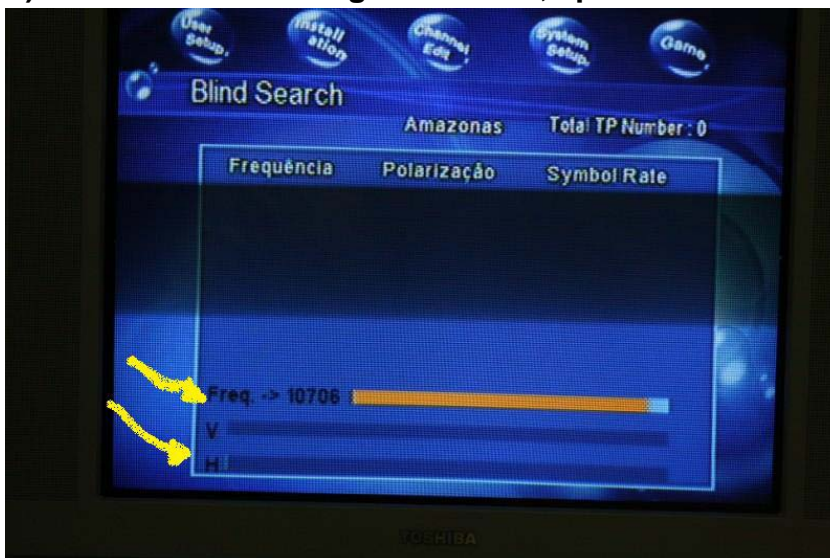 User Setup.
Install ation
Channel Edit
System Setup.
Game
Blind Search
Amazonas Total TP Number : 0
Frequência Polarização Symbol Rate
Freq. -> 10706
V
H
TOSHIBA